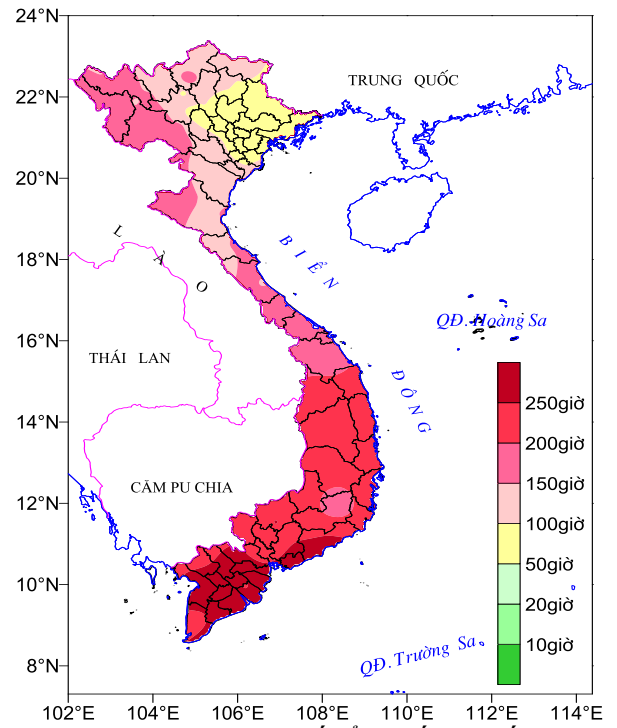 24°N
22°N
20°N
18°N
16°N
14°N
12°N
10°N
8°N
TRUNG QUỐC
LÀO
BIỂN
ĐÔNG
QĐ. Hoàng Sa
THÁI LAN
CĂM PU CHIA
QĐ. Trường Sa
250giờ
200giờ
150giờ
100giờ
50giờ
20giờ
10giờ
102°E 104°E 106°E 108°E 110°E 112°E 114°E